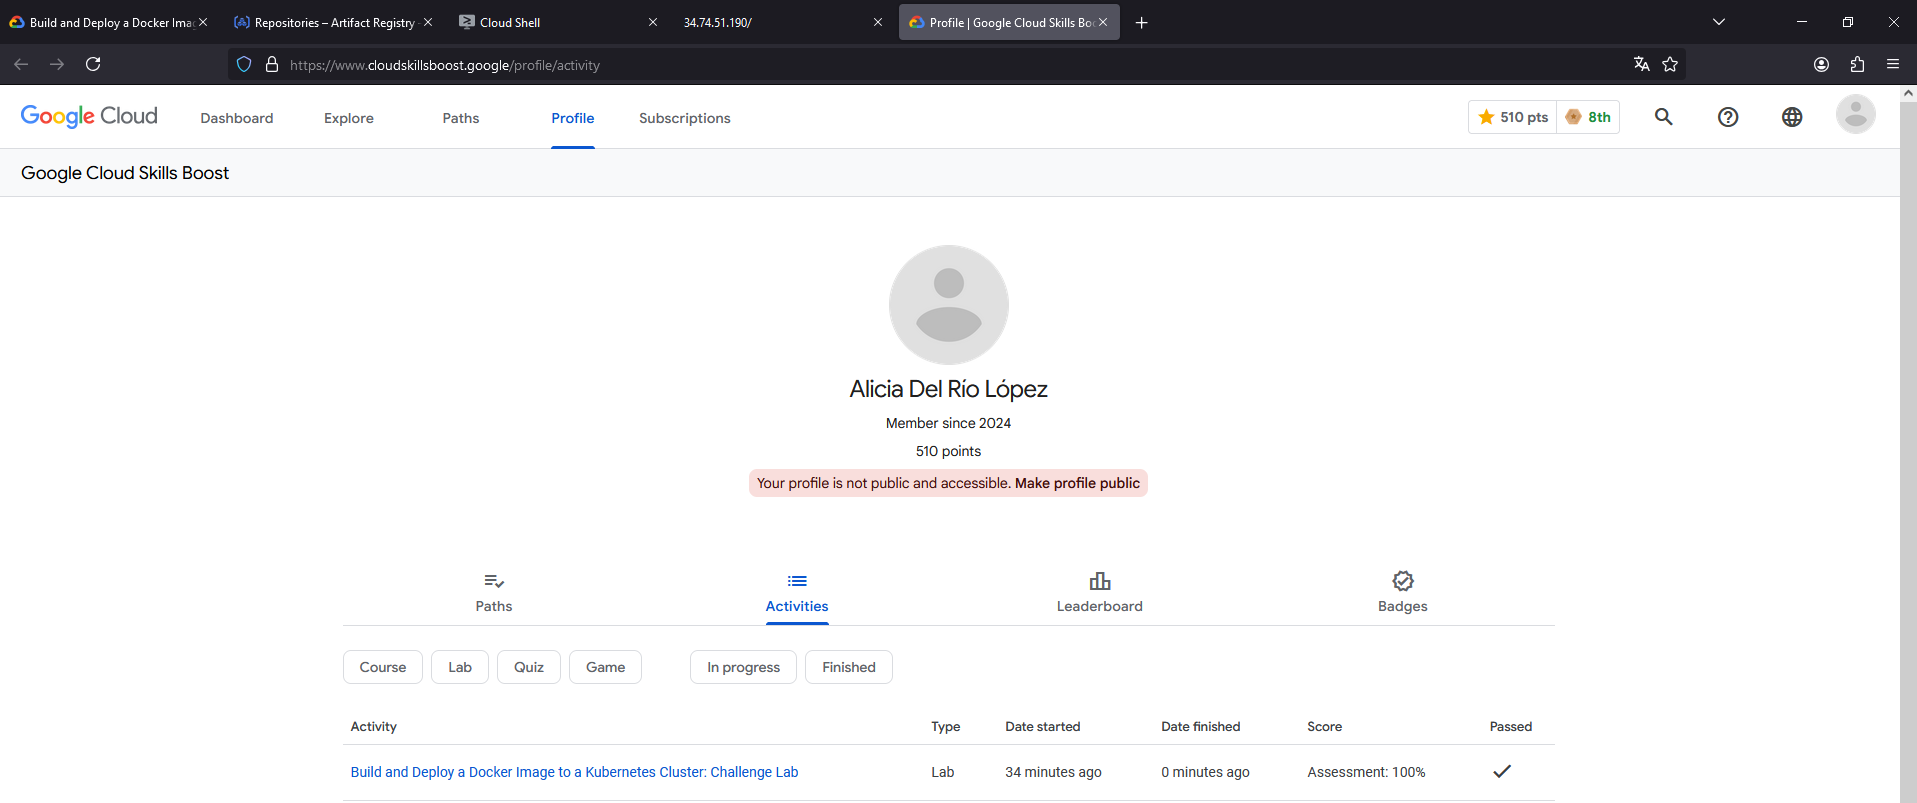 Build and Deploy a Docker Imag
Repositories – Artifact Registry
Cloud Shell
34.74.51.190/
Profile | Google Cloud Skills Boo
https://www.cloudskillsboost.google/profile/activity
Google Cloud
Dashboard
Explore
Paths
Profile
Subscriptions
510 pts
8th
Google Cloud Skills Boost
Alicia Del Río López
Member since 2024
510 points
Your profile is not public and accessible. Make profile public
Paths
Activities
Leaderboard
Badges
Course
Lab
Quiz
Game
In progress
Finished
Activity Type Date started Date finished Score Passed
Build and Deploy a Docker Image to a Kubernetes Cluster: Challenge Lab Lab 34 minutes ago 0 minutes ago Assessment: 100%